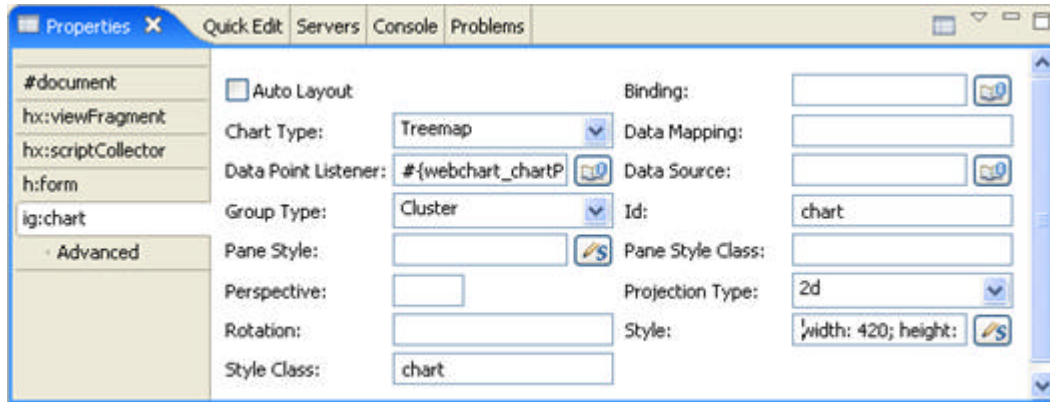 Properties Quick Edit Servers Console Problems
#document
hx:viewFragment
hx:scriptCollector
h:form
ig:chart
Advanced
Auto Layout Binding:
Chart Type: Treemap Data Mapping:
Data Point Listener: #{webchart_chartP Data Source:
Group Type: Cluster Id: chart
Pane Style: Pane Style Class:
Perspective: Projection Type: 2d
Rotation: Style: width: 420; height:
Style Class: chart